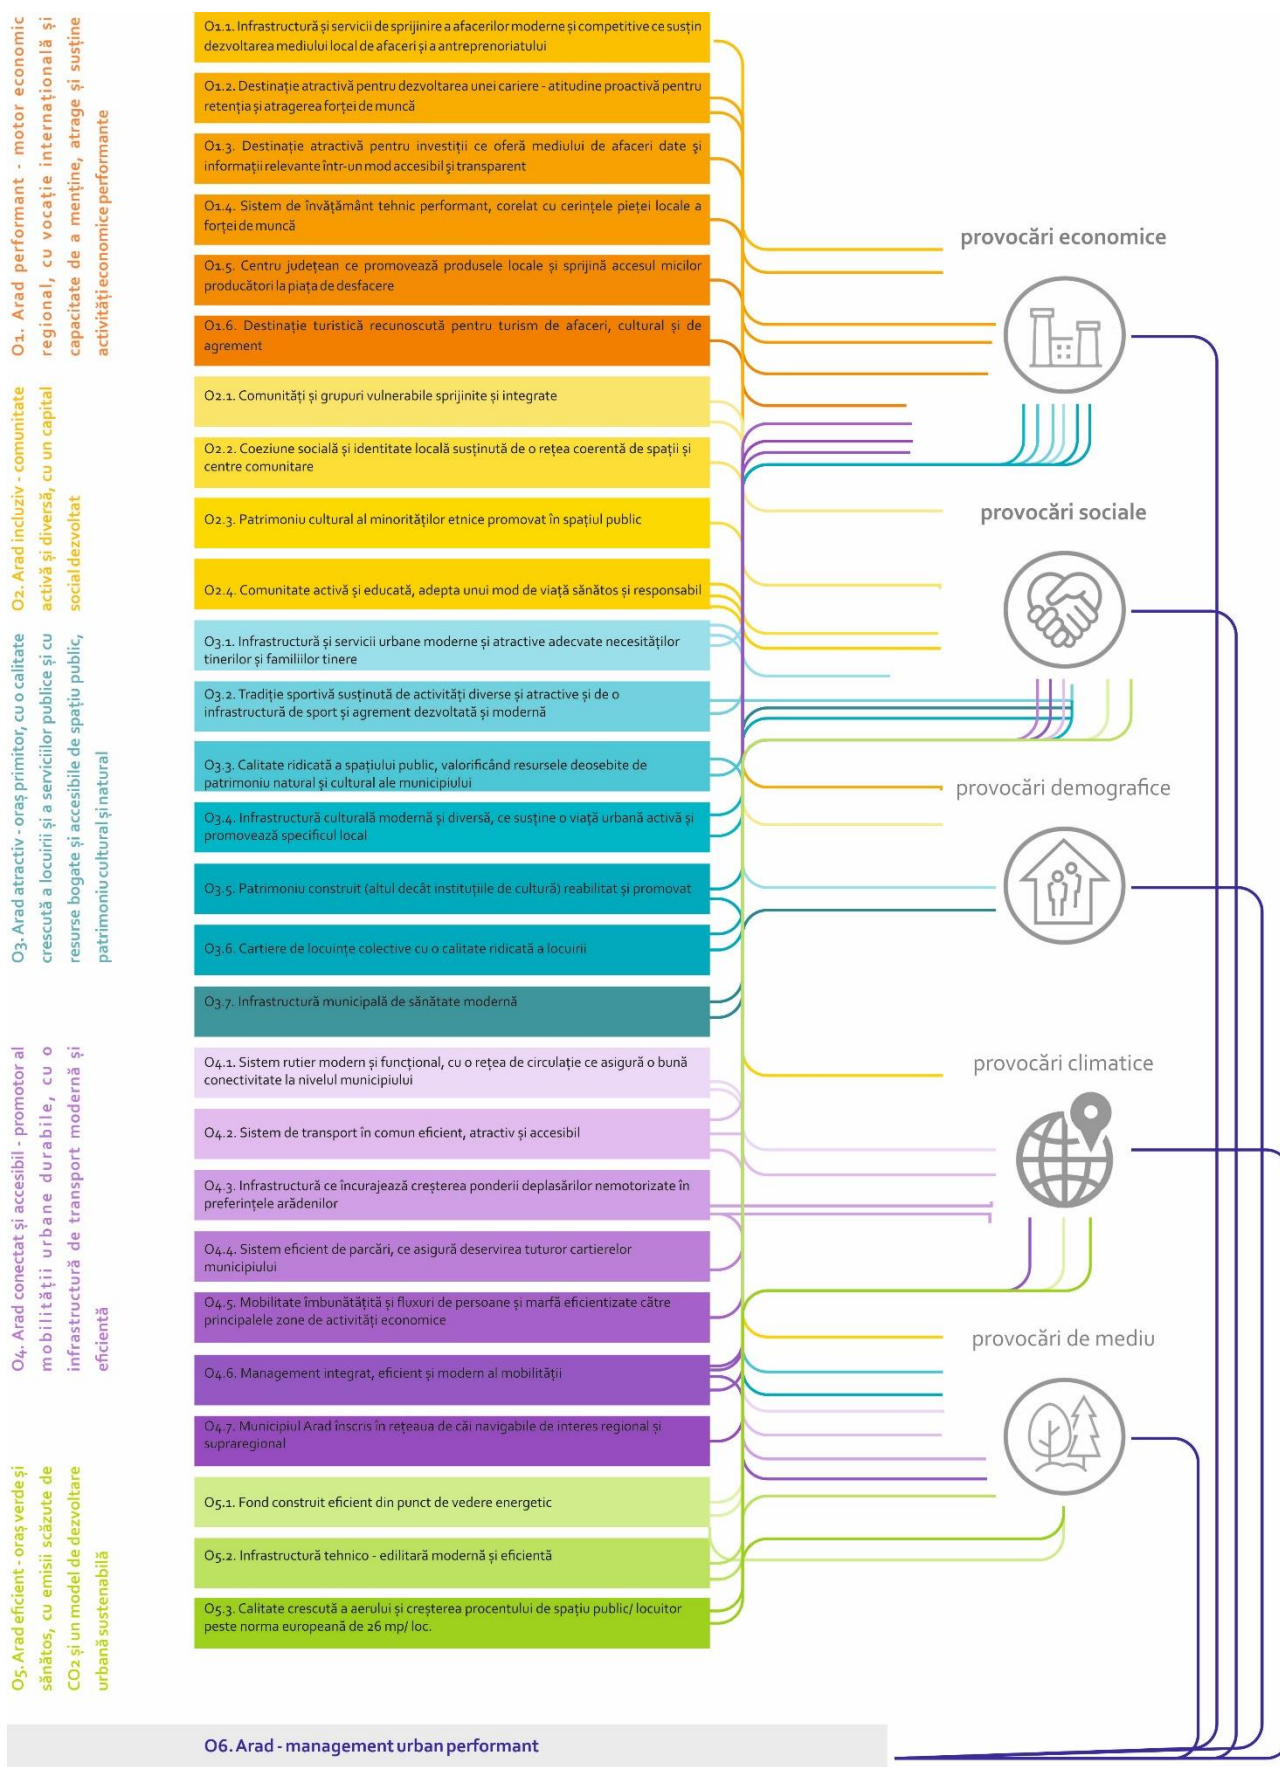 O1. Arad performant - motor economic
regional, cu vocație internațională și
capacitate de a menține, atrage și susține
activități economice performante
O1.1. Infrastructură și servicii de sprijinire a afacerilor moderne și competitive ce susțin
dezvoltarea mediului local de afaceri și a antreprenoriatului
O1.2. Destinație atractivă pentru dezvoltarea unei cariere - atitudine proactivă pentru
retenția și atragerea forței de muncă
O1.3. Destinație atractivă pentru investiții ce oferă mediului de afaceri date şi
informații relevante într-un mod accesibil şi transparent
O1.4. Sistem de învățământ tehnic performant, corelat cu cerințele pieței locale a
forței de muncă
O1.5. Centru județean ce promovează produsele locale și sprijină accesul micilor
producători la piața de desfacere
O1.6. Destinație turistică recunoscută pentru turism de afaceri, cultural și de
agrement
O2. Arad incluziv - comunitate
activă și diversă, cu un capital
social dezvoltat
O2.1. Comunități și grupuri vulnerabile sprijinite și integrate
O2.2. Coeziune socială și identitate locală susținută de o rețea coerentă de spații și
centre comunitare
O2.3. Patrimoniu cultural al minorităților etnice promovat în spațiul public
O2.4. Comunitate activă și educată, adepta unui mod de viață sănătos și responsabil
O3. Arad atractiv - oraș primitor, cu o calitate
crescută a locuirii și a serviciilor publice și cu
resurse bogate și accesibile de spațiu public,
patrimoniu cultural și natural
O3.1. Infrastructură și servicii urbane moderne și atractive adecvate necesităților
tinerilor și familiilor tinere
O3.2. Tradiție sportivă susținută de activități diverse și atractive și de o
infrastructură de sport și agrement dezvoltată și modernă
O3.3. Calitate ridicată a spațiului public, valorificând resursele deosebite de
patrimoniu natural și cultural ale municipiului
O3.4. Infrastructură culturală modernă și diversă, ce susține o viață urbană activă și
promovează specificul local
O3.5. Patrimoniu construit (altul decât instituțiile de cultură) reabilitat și promovat
O3.6. Cartiere de locuințe colective cu o calitate ridicată a locuirii
O3.7. Infrastructură municipală de sănătate modernă
O4. Arad conectat și accesibil - promotor al
mobilității urbane durabile, cu o
infrastructură de transport modernă și
eficientă
O4.1. Sistem rutier modern și funcțional, cu o rețea de circulație ce asigură o bună
conectivitate la nivelul municipiului
O4.2. Sistem de transport în comun eficient, atractiv și accesibil
O4.3. Infrastructură ce încurajează creșterea ponderii deplasărilor nemotorizate în
preferințele arădenilor
O4.4. Sistem eficient de parcări, ce asigură deservirea tuturor cartierelor
municipiului
O4.5. Mobilitate îmbunătățită și fluxuri de persoane și marfă eficientizate către
principalele zone de activități economice
O4.6. Management integrat, eficient și modern al mobilității
O4.7. Municipiul Arad înscris în rețeaua de căi navigabile de interes regional și
supraregional
O5. Arad eficient - oraș verde și
sănătos, cu emisii scăzute de
CO2 și un model de dezvoltare
urbană sustenabilă
O5.1. Fond construit eficient din punct de vedere energetic
O5.2. Infrastructură tehnico - edilitară modernă și eficientă
O5.3. Calitate crescută a aerului și creșterea procentului de spațiu public/ locuitor
peste norma europeană de 26 mp/ loc.
provocări economice
provocări sociale
provocări demografice
provocări climatice
provocări de mediu
O6. Arad - management urban performant